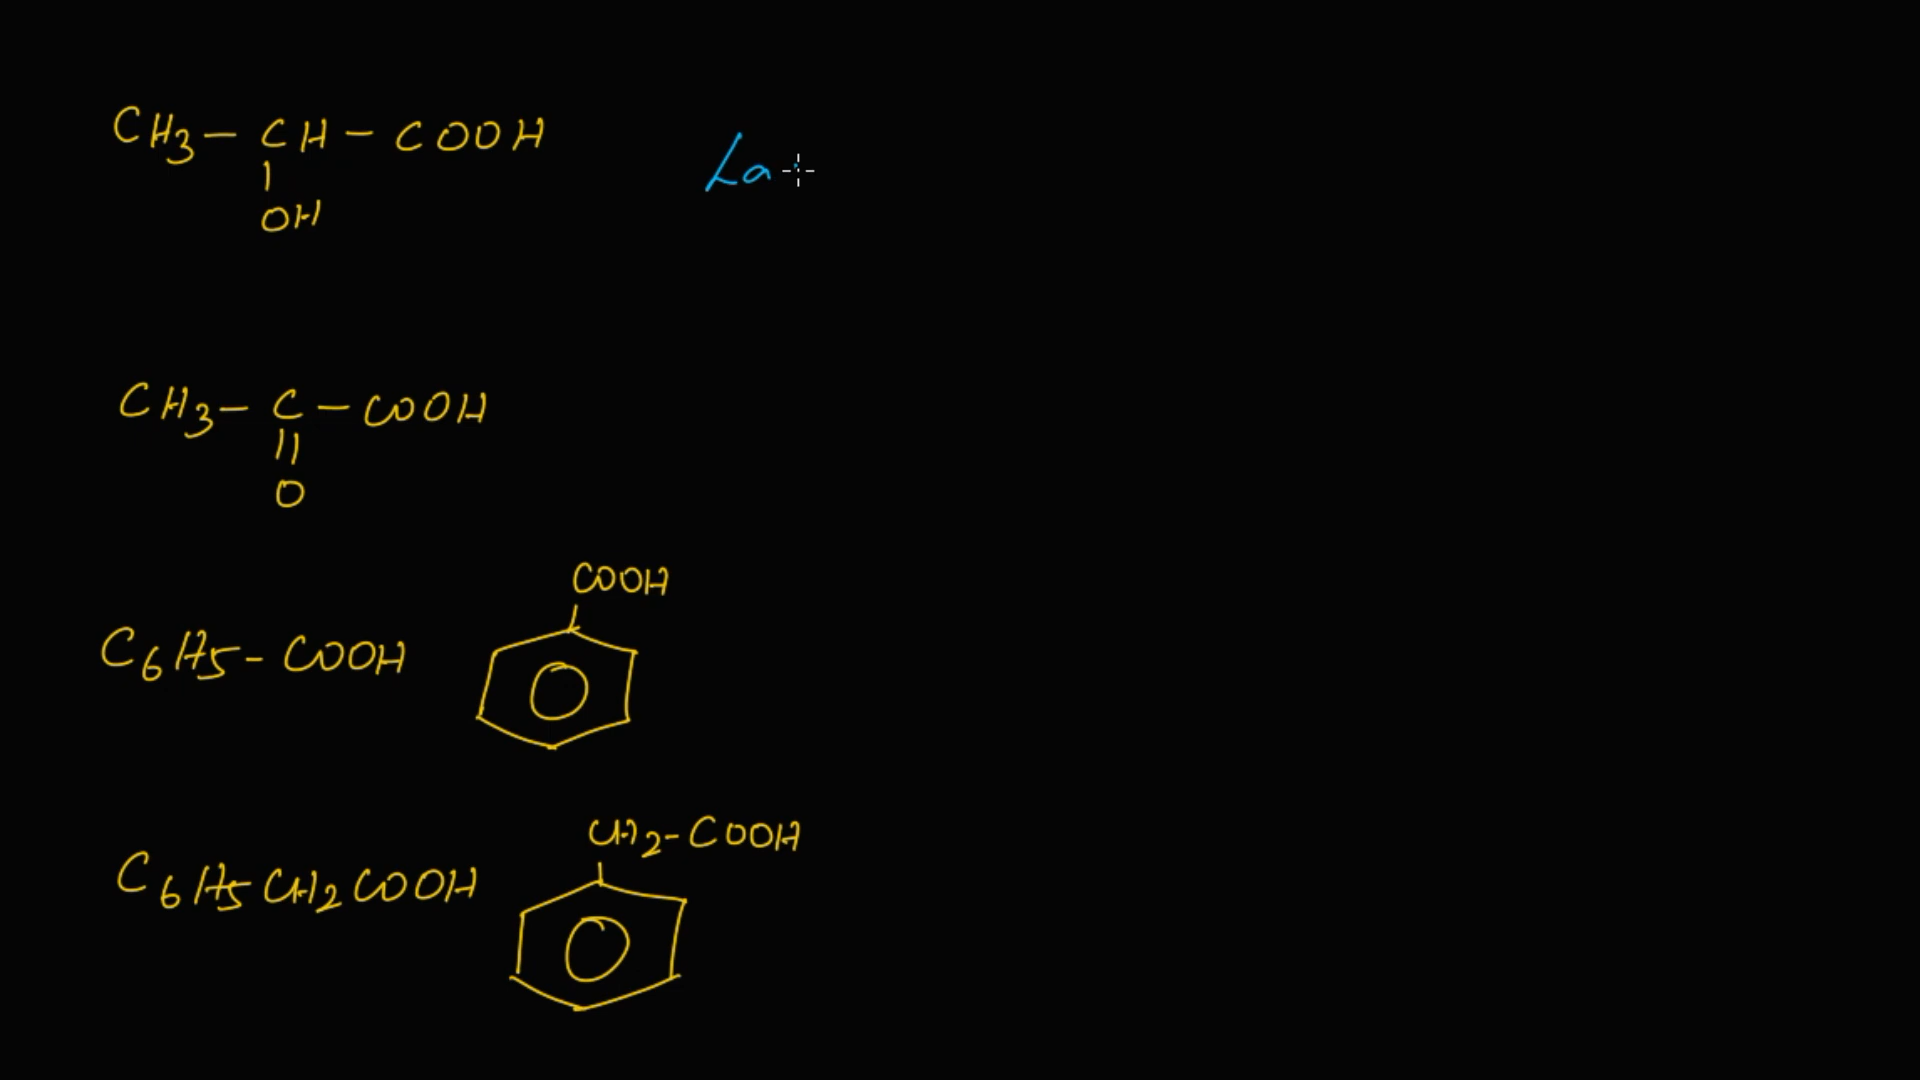 CH3 - CH - COOH La
OH
CH3 - C - COOH
O
COOH
C6H5 - COOH
CH2 - COOH
C6H5CH2COOH